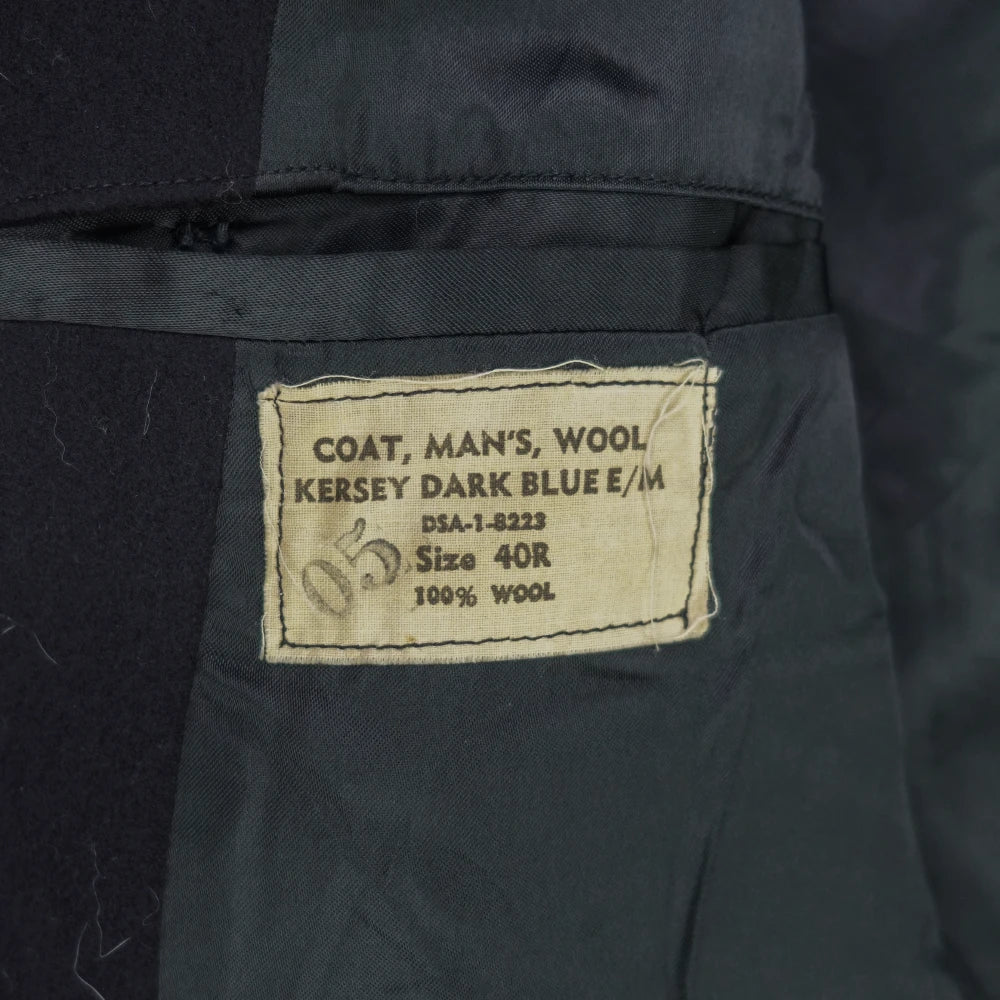 COAT, MAN'S, WOOL
KERSEY DARK BLUE E/M
DSA-1-8223
Size 40R
100% WOOL
05